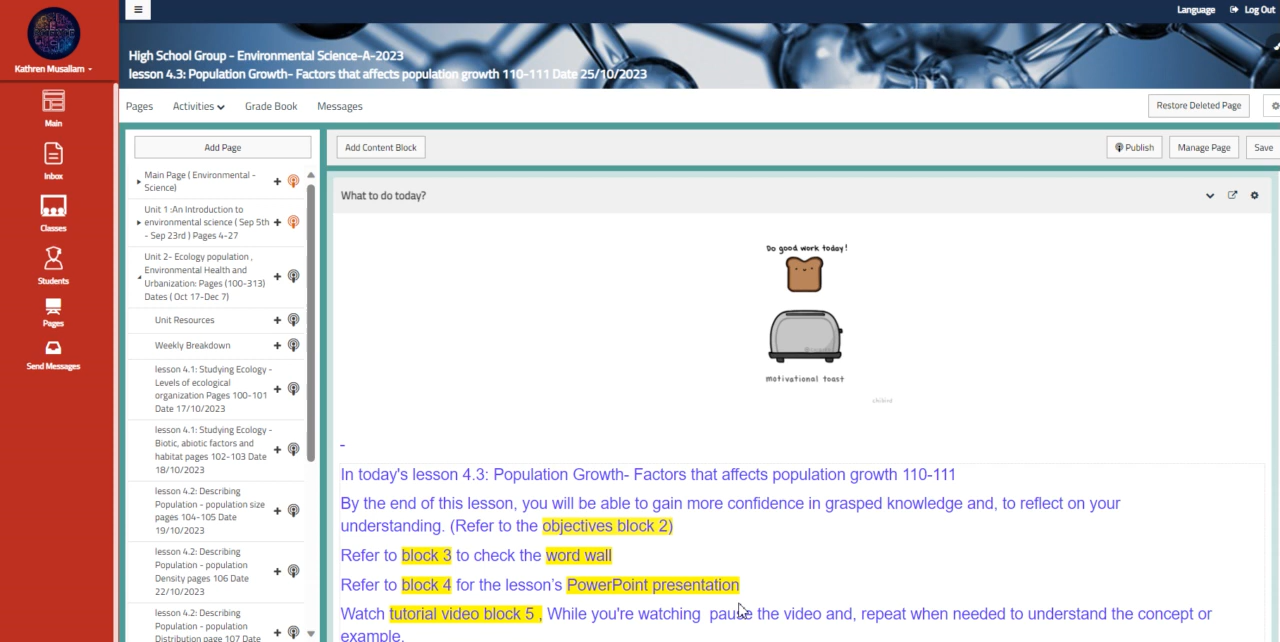 Language
Log Out
Kathren Musallam
High School Group - Environmental Science-A-2023
lesson 4.3: Population Growth- Factors that affects population growth 110-111 Date 25/10/2023
Pages
Activities
Grade Book
Messages
Restore Deleted Page
Main
Inbox
Classes
Students
Pages
Send Messages
Add Page
Main Page ( Environmental -
Science)
Unit 1 :An Introduction to
environmental science ( Sep 5th
- Sep 23rd ) Pages 4-27
Unit 2- Ecology population ,
Environmental Health and
Urbanization: Pages (100-313)
Dates ( Oct 17-Dec 7)
Unit Resources
Weekly Breakdown
lesson 4.1: Studying Ecology -
Levels of ecological
organization Pages 100-101
Date 17/10/2023
lesson 4.1: Studying Ecology -
Biotic, abiotic factors and
habitat pages 102-103 Date
18/10/2023
lesson 4.2: Describing
Population - population size
pages 104-105 Date
19/10/2023
lesson 4.2: Describing
Population - population
Density pages 106 Date
22/10/2023
lesson 4.2: Describing
Population - population
Distribution page 107 Date
Add Content Block
Publish
Manage Page
Save
What to do today?
Do good work today!
motivational toast
-
In today's lesson 4.3: Population Growth- Factors that affects population growth 110-111
By the end of this lesson, you will be able to gain more confidence in grasped knowledge and, to reflect on your
understanding. (Refer to the objectives block 2)
Refer to block 3 to check the word wall
Refer to block 4 for the lesson's PowerPoint presentation
Watch tutorial video block 5 , While you're watching pause the video and, repeat when needed to understand the concept or
example.